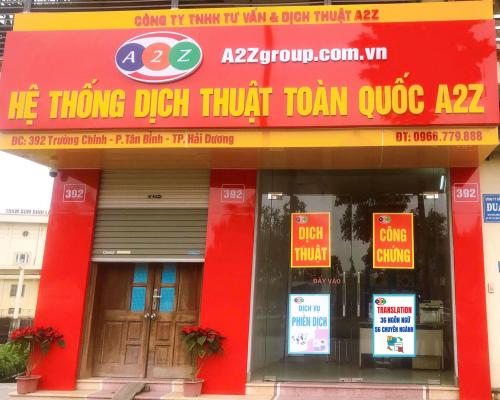 CÔNG TY TNHH TƯ VẤN & DỊCH THUẬT A2Z
A2Z
A2Zgroup.com.vn
HỆ THỐNG DỊCH THUẬT TOÀN QUỐC A2Z
ĐC: 392 Trường Chinh - P.Tân Bình - TP. Hải Dương
ĐT: 0966.779.888
392
392
392
DỊCH
THUẬT
CÔNG
CHỨNG
ĐẨY VÀO
DỊCH VỤ
PHIÊN DỊCH
TRANSLATION
36 NGÔN NGỮ
56 CHUYÊN NGÀNH